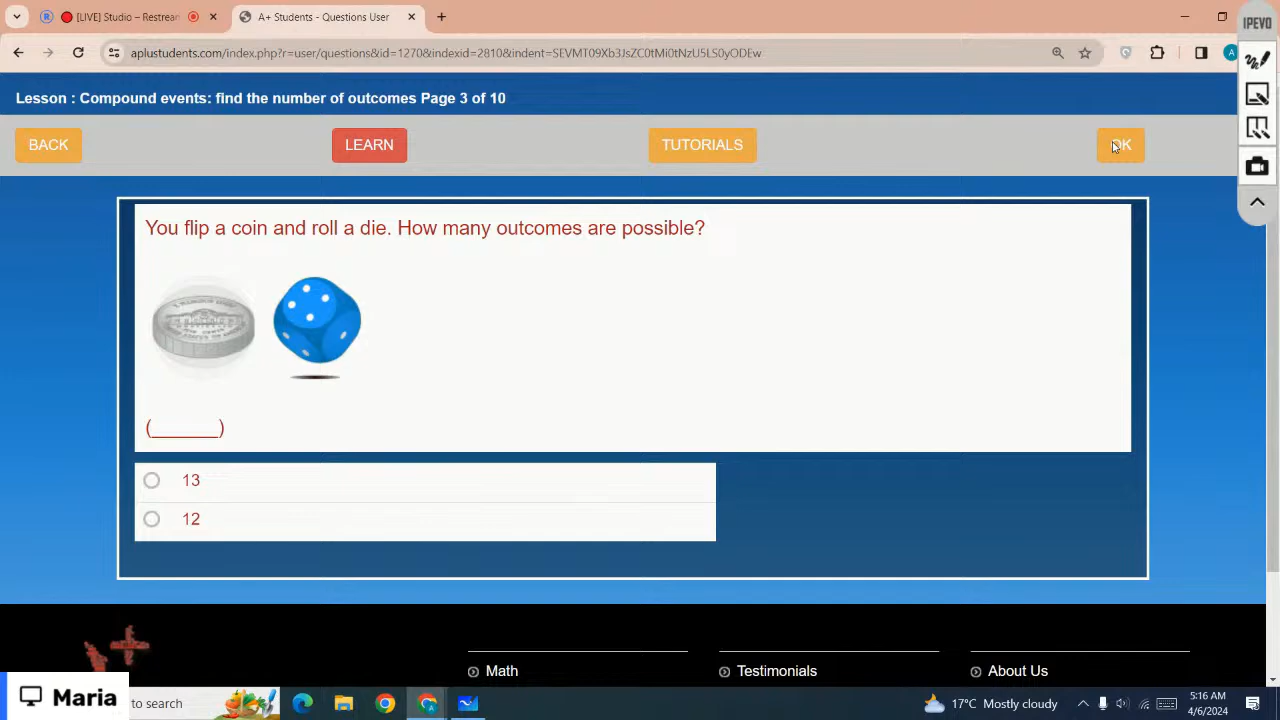 [LIVE] Studio – Restrean
A+ Students - Questions User
IPEVO
aplustudents.com/index.php?r=user/questions&id=1270&indexid=2810&indent=SEVMT09Xb3JsZC0tMi0tNzU5LS0yODEw
A
Lesson : Compound events: find the number of outcomes Page 3 of 10
BACK
LEARN
TUTORIALS
OK
You flip a coin and roll a die. How many outcomes are possible?
(______)
13
12
Math
Testimonials
About Us
Maria
to search
17°C Mostly cloudy
5:16 AM
4/6/2024